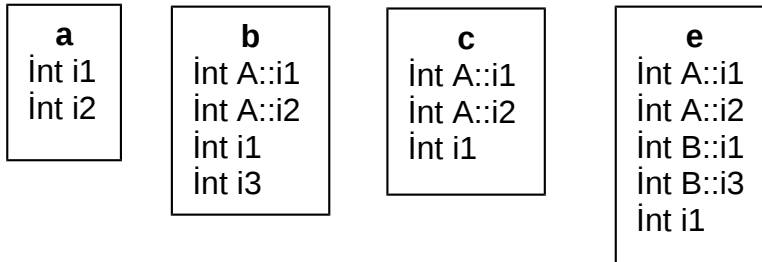 a
İnt i1
İnt i2
b
İnt A::i1
İnt A::i2
İnt i1
İnt i3
c
İnt A::i1
İnt A::i2
İnt i1
e
İnt A::i1
İnt A::i2
İnt B::i1
İnt B::i3
İnt i1